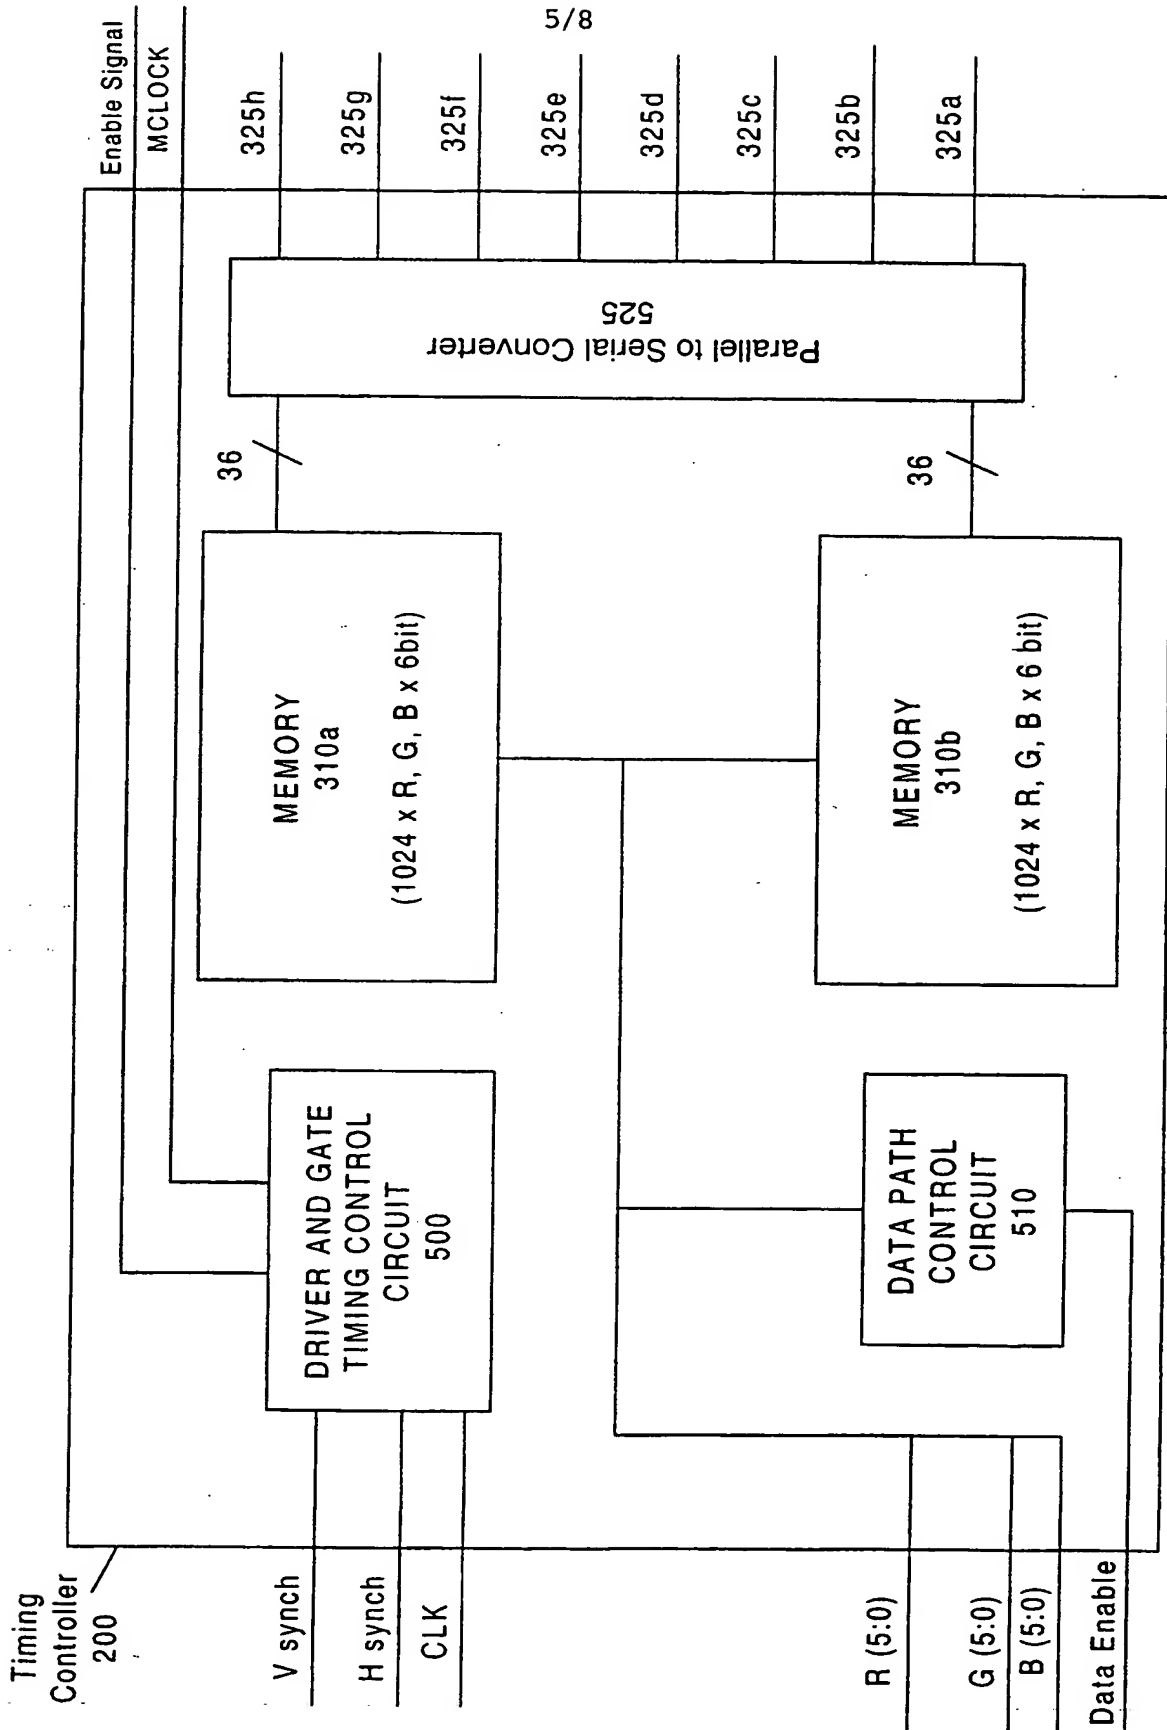 5/8
Timing
Controller
200
Enable Signal
MCLOCK
V synch
H synch
CLK
DRIVER AND GATE
TIMING CONTROL
CIRCUIT
500
MEMORY
310a
(1024 x R, G, B x 6bit)
36
Parallel to Serial Converter
525
325h
325g
325f
325e
325d
325c
325b
325a
R (5:0)
G (5:0)
B (5:0)
Data Enable
DATA PATH
CONTROL
CIRCUIT
510
MEMORY
310b
(1024 x R, G, B x 6 bit)
36